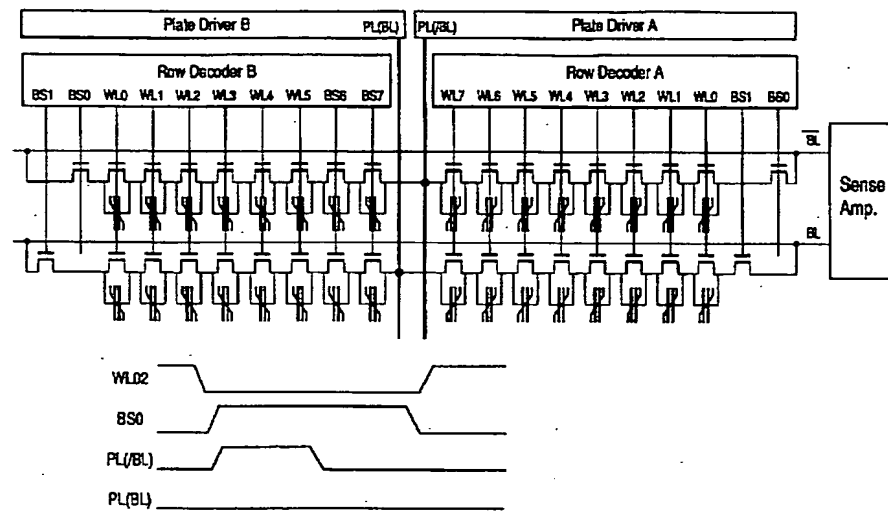 Plate Driver B PL(BL) PL(/BL) Plate Driver A
Row Decoder B
BS1 BS0 WL0 WL1 WL2 WL3 WL4 WL5 BS6 BS7
Row Decoder A
WL7 WL6 WL5 WL4 WL3 WL2 WL1 WL0 BS1 BS0
BL
Sense
Amp.
BL
WL02
BS0
PL(/BL)
PL(BL)